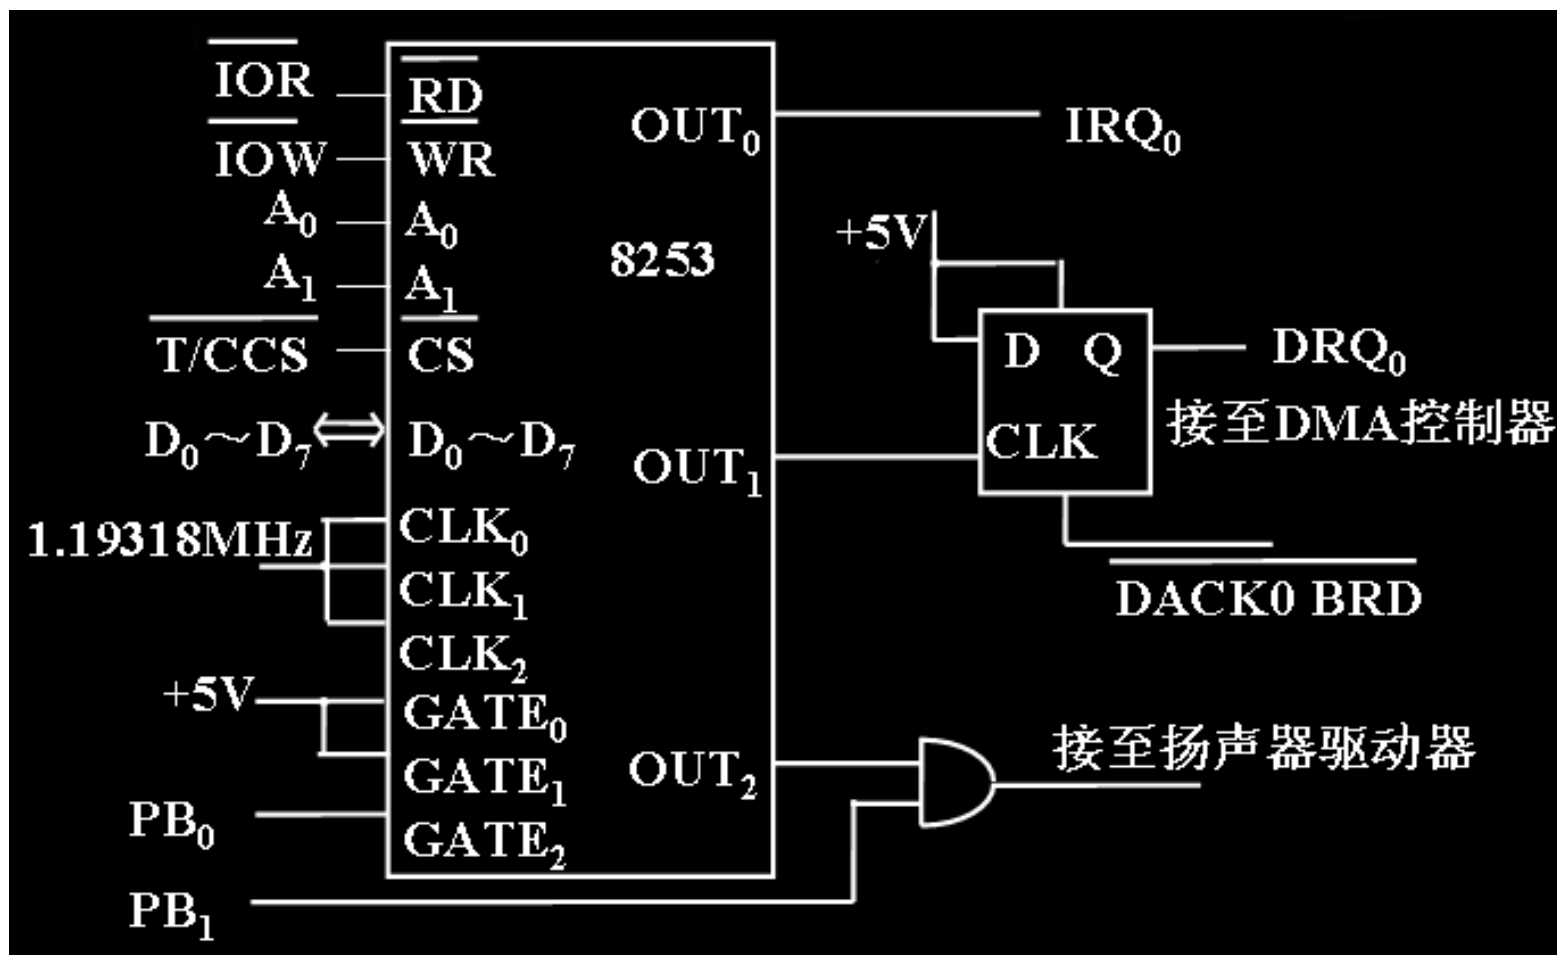 IOR
IOW
A0
A1
T/CCS
D0～D7
1.19318MHz
+5V
PB0
PB1
RD
WR
A0
A1
CS
D0～D7
CLK0
CLK1
CLK2
GATE0
GATE1
GATE2
8253
OUT0
OUT1
OUT2
IRQ0
+5V
D Q
CLK
DRQ0
接至DMA控制器
DACK0 BRD
接至扬声器驱动器